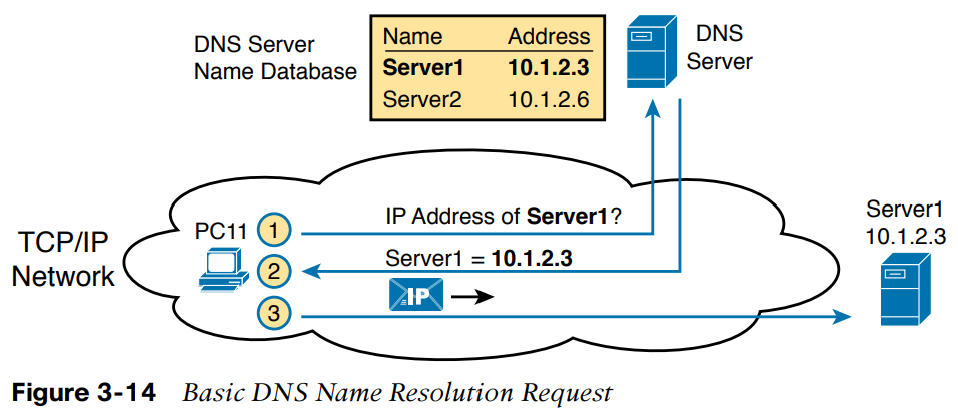 DNS Server
Name Database
Name Address
Server1 10.1.2.3
Server2 10.1.2.6
DNS
Server
TCP/IP
Network
PC11
1
IP Address of Server1?
2
Server1 = 10.1.2.3
IP
3
Server1
10.1.2.3
Figure 3-14 Basic DNS Name Resolution Request